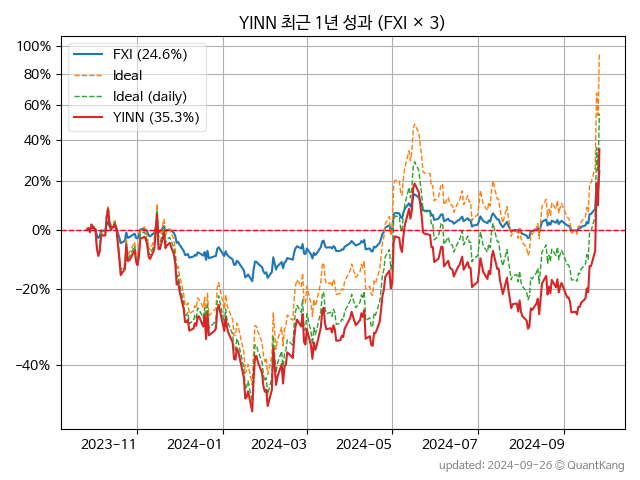 YINN 최근 1년 성과 (FXI × 3)
100%
80%
60%
40%
20%
0%
−20%
−40%
FXI (24.6%)
Ideal
Ideal (daily)
YINN (35.3%)
2023−11
2024−01
2024−03
2024−05
2024−07
2024−09
updated: 2024-09-26 © QuantKang